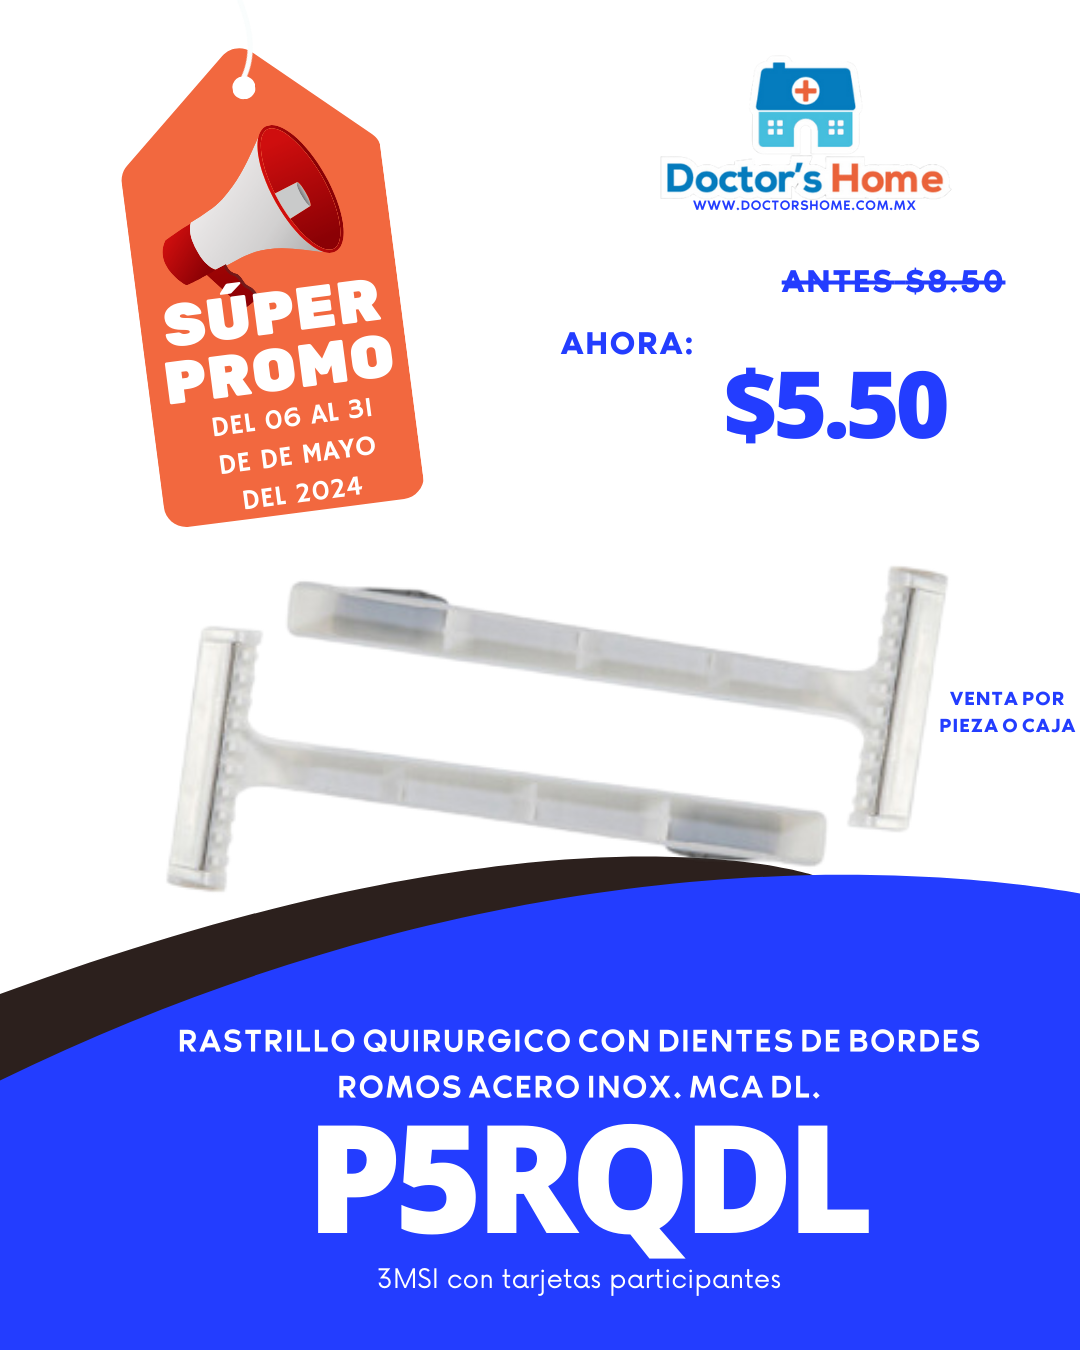 SÚPER
PROMO
DEL 06 AL 31
DE DE MAYO
DEL 2024
Doctor's Home
WWW.DOCTORSHOME.COM.MX
ANTES $8.50
AHORA:
$5.50
VENTA POR
PIEZA O CAJA
RASTRILLO QUIRURGICO CON DIENTES DE BORDES
ROMOS ACERO INOX. MCA DL.
P5RQDL
3MSI con tarjetas participantes